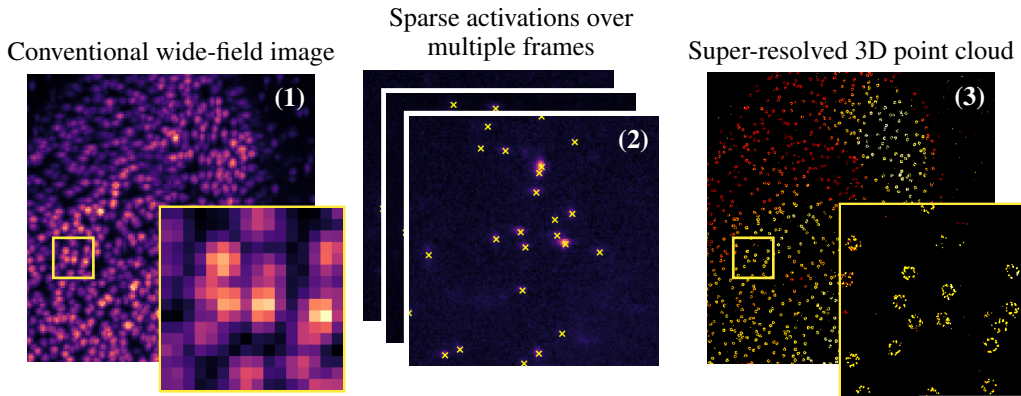 Conventional wide-field image
Sparse activations over
multiple frames
Super-resolved 3D point cloud
(1)
(2)
(3)